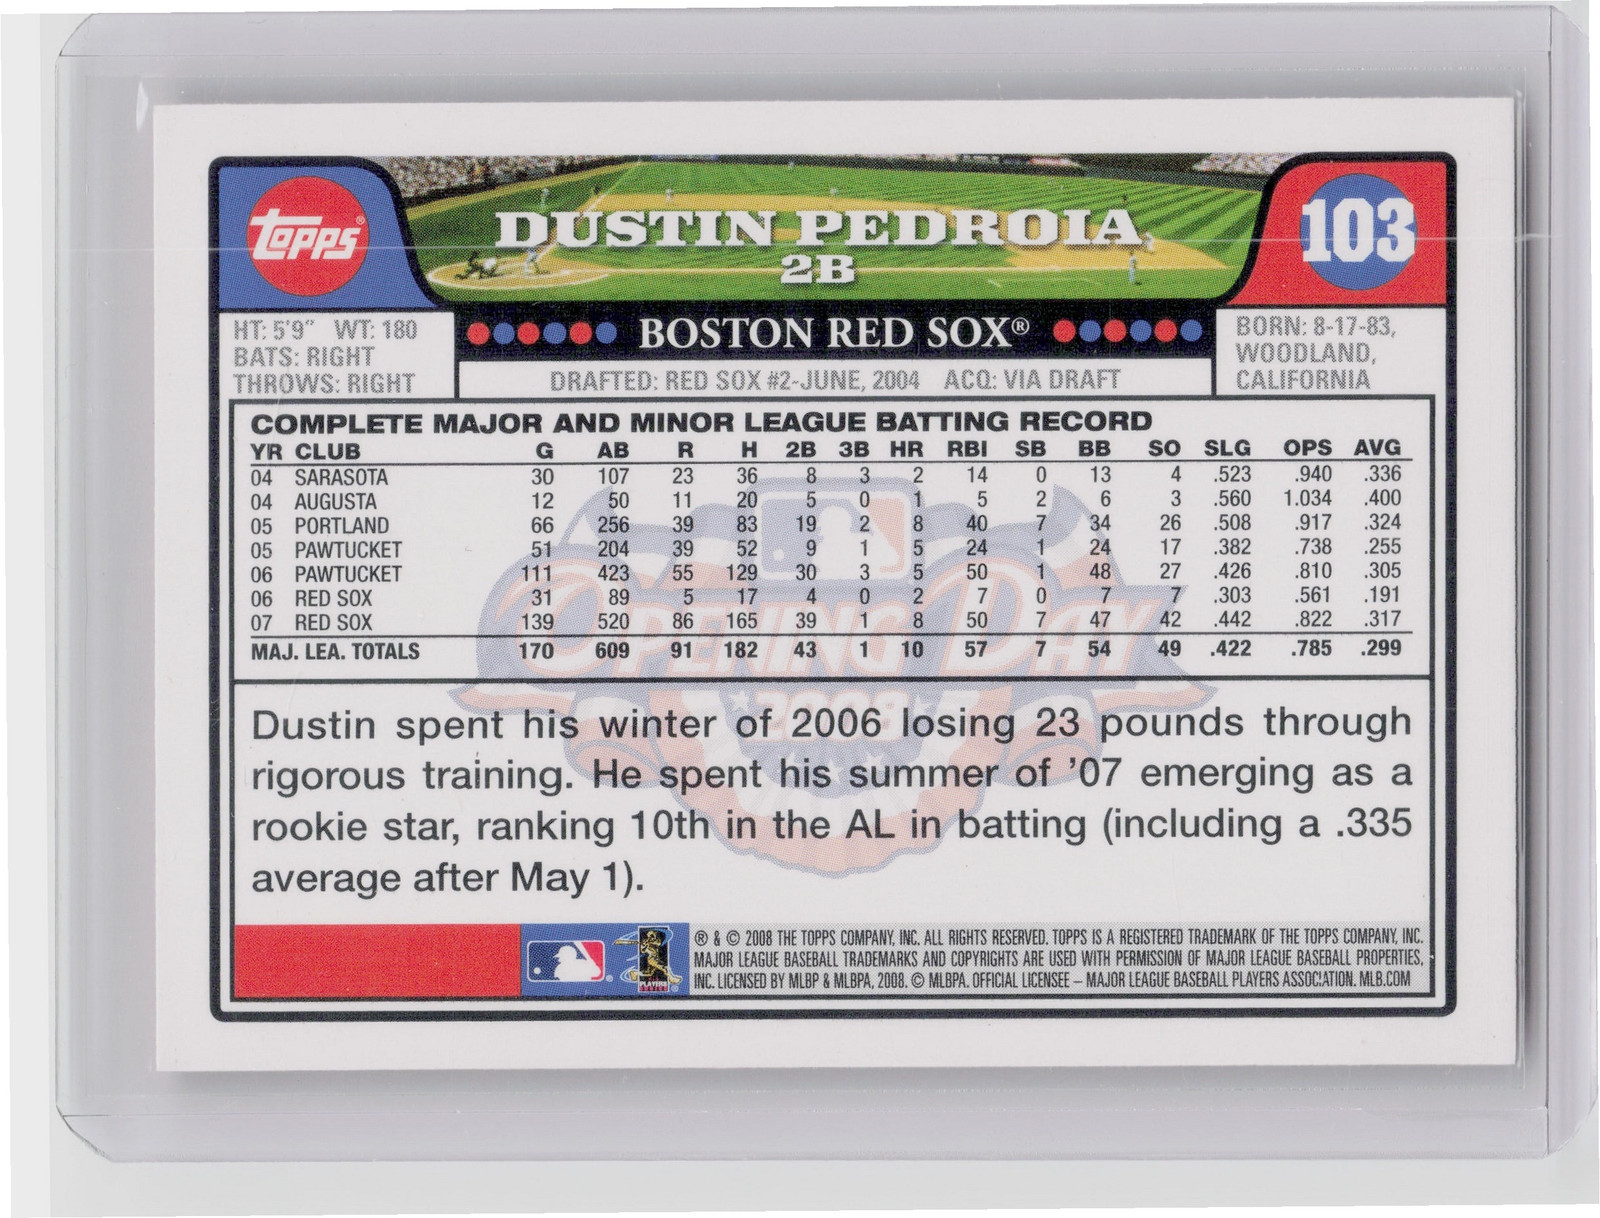 topps®
DUSTIN PEDROIA
2B
103
HT: 5'9" WT: 180
BATS: RIGHT
THROWS: RIGHT
BOSTON RED SOX®
DRAFTED: RED SOX #2-JUNE, 2004 ACQ: VIA DRAFT
BORN: 8-17-83,
WOODLAND,
CALIFORNIA
COMPLETE MAJOR AND MINOR LEAGUE BATTING RECORD
YR CLUB G AB R H 2B 3B HR RBI SB BB SO SLG OPS AVG
04 SARASOTA 30 107 23 36 8 3 2 14 0 13 4 .523 .940 .336
04 AUGUSTA 12 50 11 20 5 0 1 5 2 6 3 .560 1.034 .400
05 PORTLAND 66 256 39 83 19 2 8 40 7 34 26 .508 .917 .324
05 PAWTUCKET 51 204 39 52 9 1 5 24 1 24 17 .382 .738 .255
06 PAWTUCKET 111 423 55 129 30 3 5 50 1 48 27 .426 .810 .305
06 RED SOX 31 89 5 17 4 0 2 7 0 7 7 .303 .561 .191
07 RED SOX 139 520 86 165 39 1 8 50 7 47 42 .442 .822 .317
MAJ. LEA. TOTALS 170 609 91 182 43 1 10 57 7 54 49 .422 .785 .299
OPENING DAY
2008
Dustin spent his winter of 2006 losing 23 pounds through
rigorous training. He spent his summer of '07 emerging as a
rookie star, ranking 10th in the AL in batting (including a .335
average after May 1).
® & © 2008 THE TOPPS COMPANY, INC. ALL RIGHTS RESERVED. TOPPS IS A REGISTERED TRADEMARK OF THE TOPPS COMPANY, INC.
MAJOR LEAGUE BASEBALL TRADEMARKS AND COPYRIGHTS ARE USED WITH PERMISSION OF MAJOR LEAGUE BASEBALL PROPERTIES,
INC. LICENSED BY MLBP & MLBPA, 2008. © MLBPA. OFFICIAL LICENSEE – MAJOR LEAGUE BASEBALL PLAYERS ASSOCIATION. MLB.COM